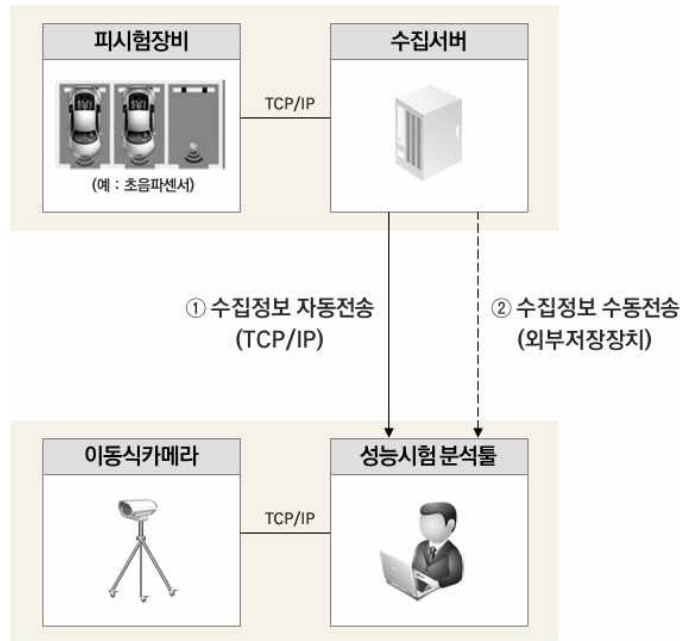 피시험장비
수집서버
TCP/IP
(예 : 초음파센서)
① 수집정보 자동전송
(TCP/IP)
② 수집정보 수동전송
(외부저장장치)
이동식카메라
성능시험 분석툴
TCP/IP